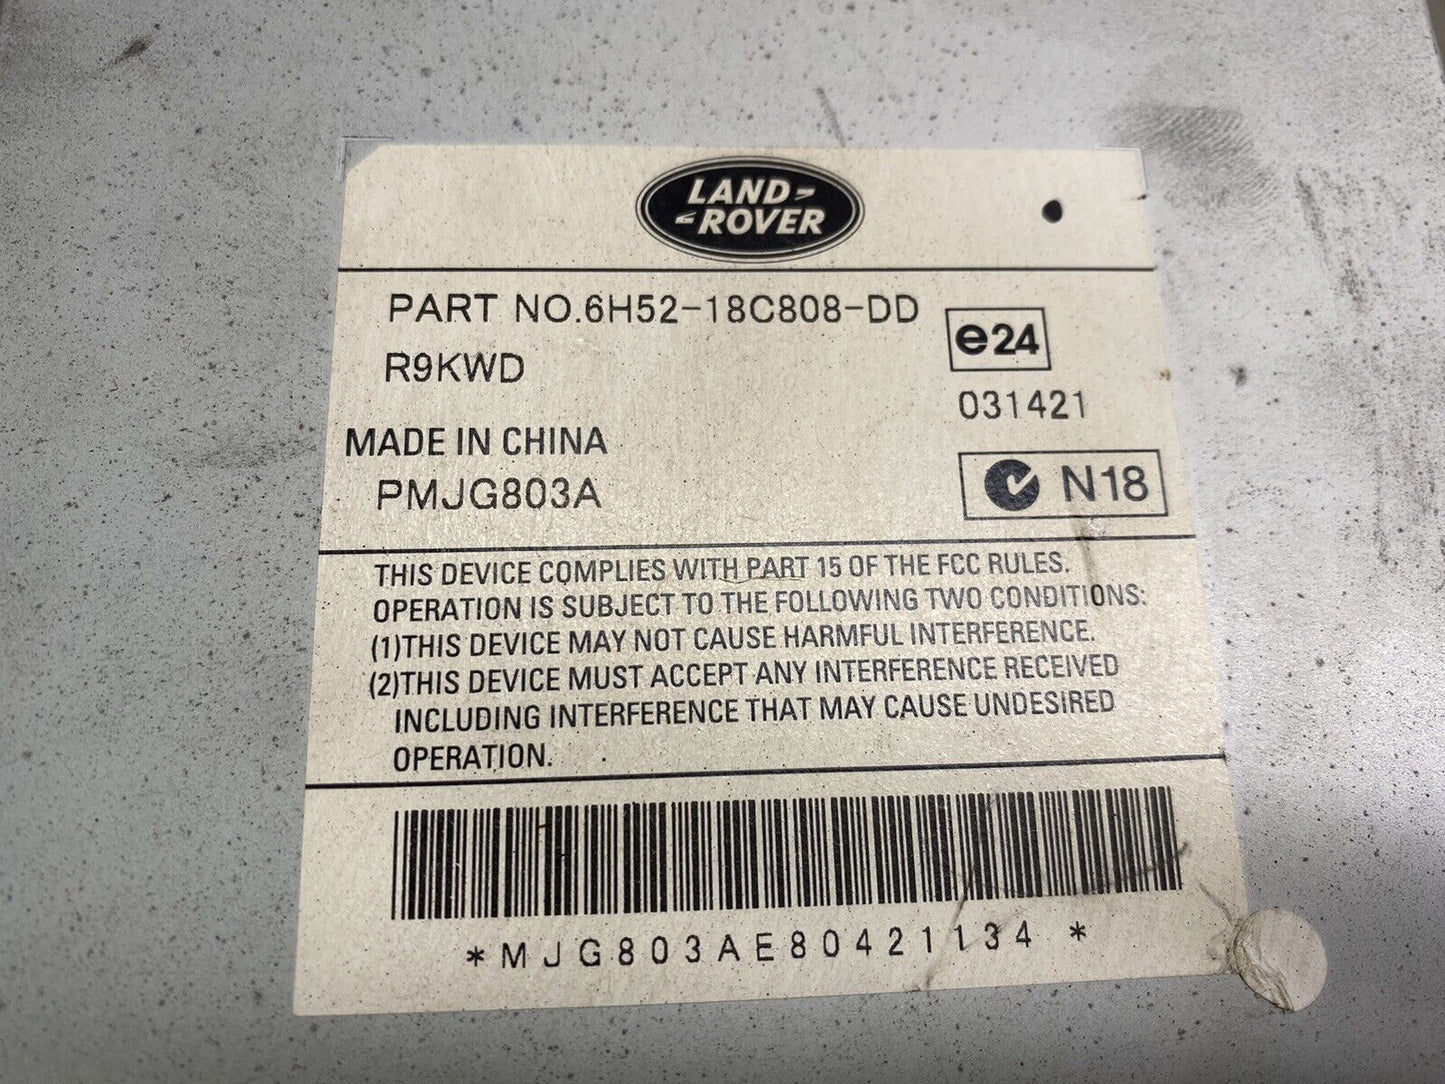 LAND-
ROVER
PART NO.6H52-18C808-DD
R9KWD
e24
031421
MADE IN CHINA
PMJG803A
N18
THIS DEVICE COMPLIES WITH PART 15 OF THE FCC RULES.
OPERATION IS SUBJECT TO THE FOLLOWING TWO CONDITIONS:
(1)THIS DEVICE MAY NOT CAUSE HARMFUL INTERFERENCE.
(2)THIS DEVICE MUST ACCEPT ANY INTERFERENCE RECEIVED
INCLUDING INTERFERENCE THAT MAY CAUSE UNDESIRED
OPERATION.
*MJG803AE80421134*